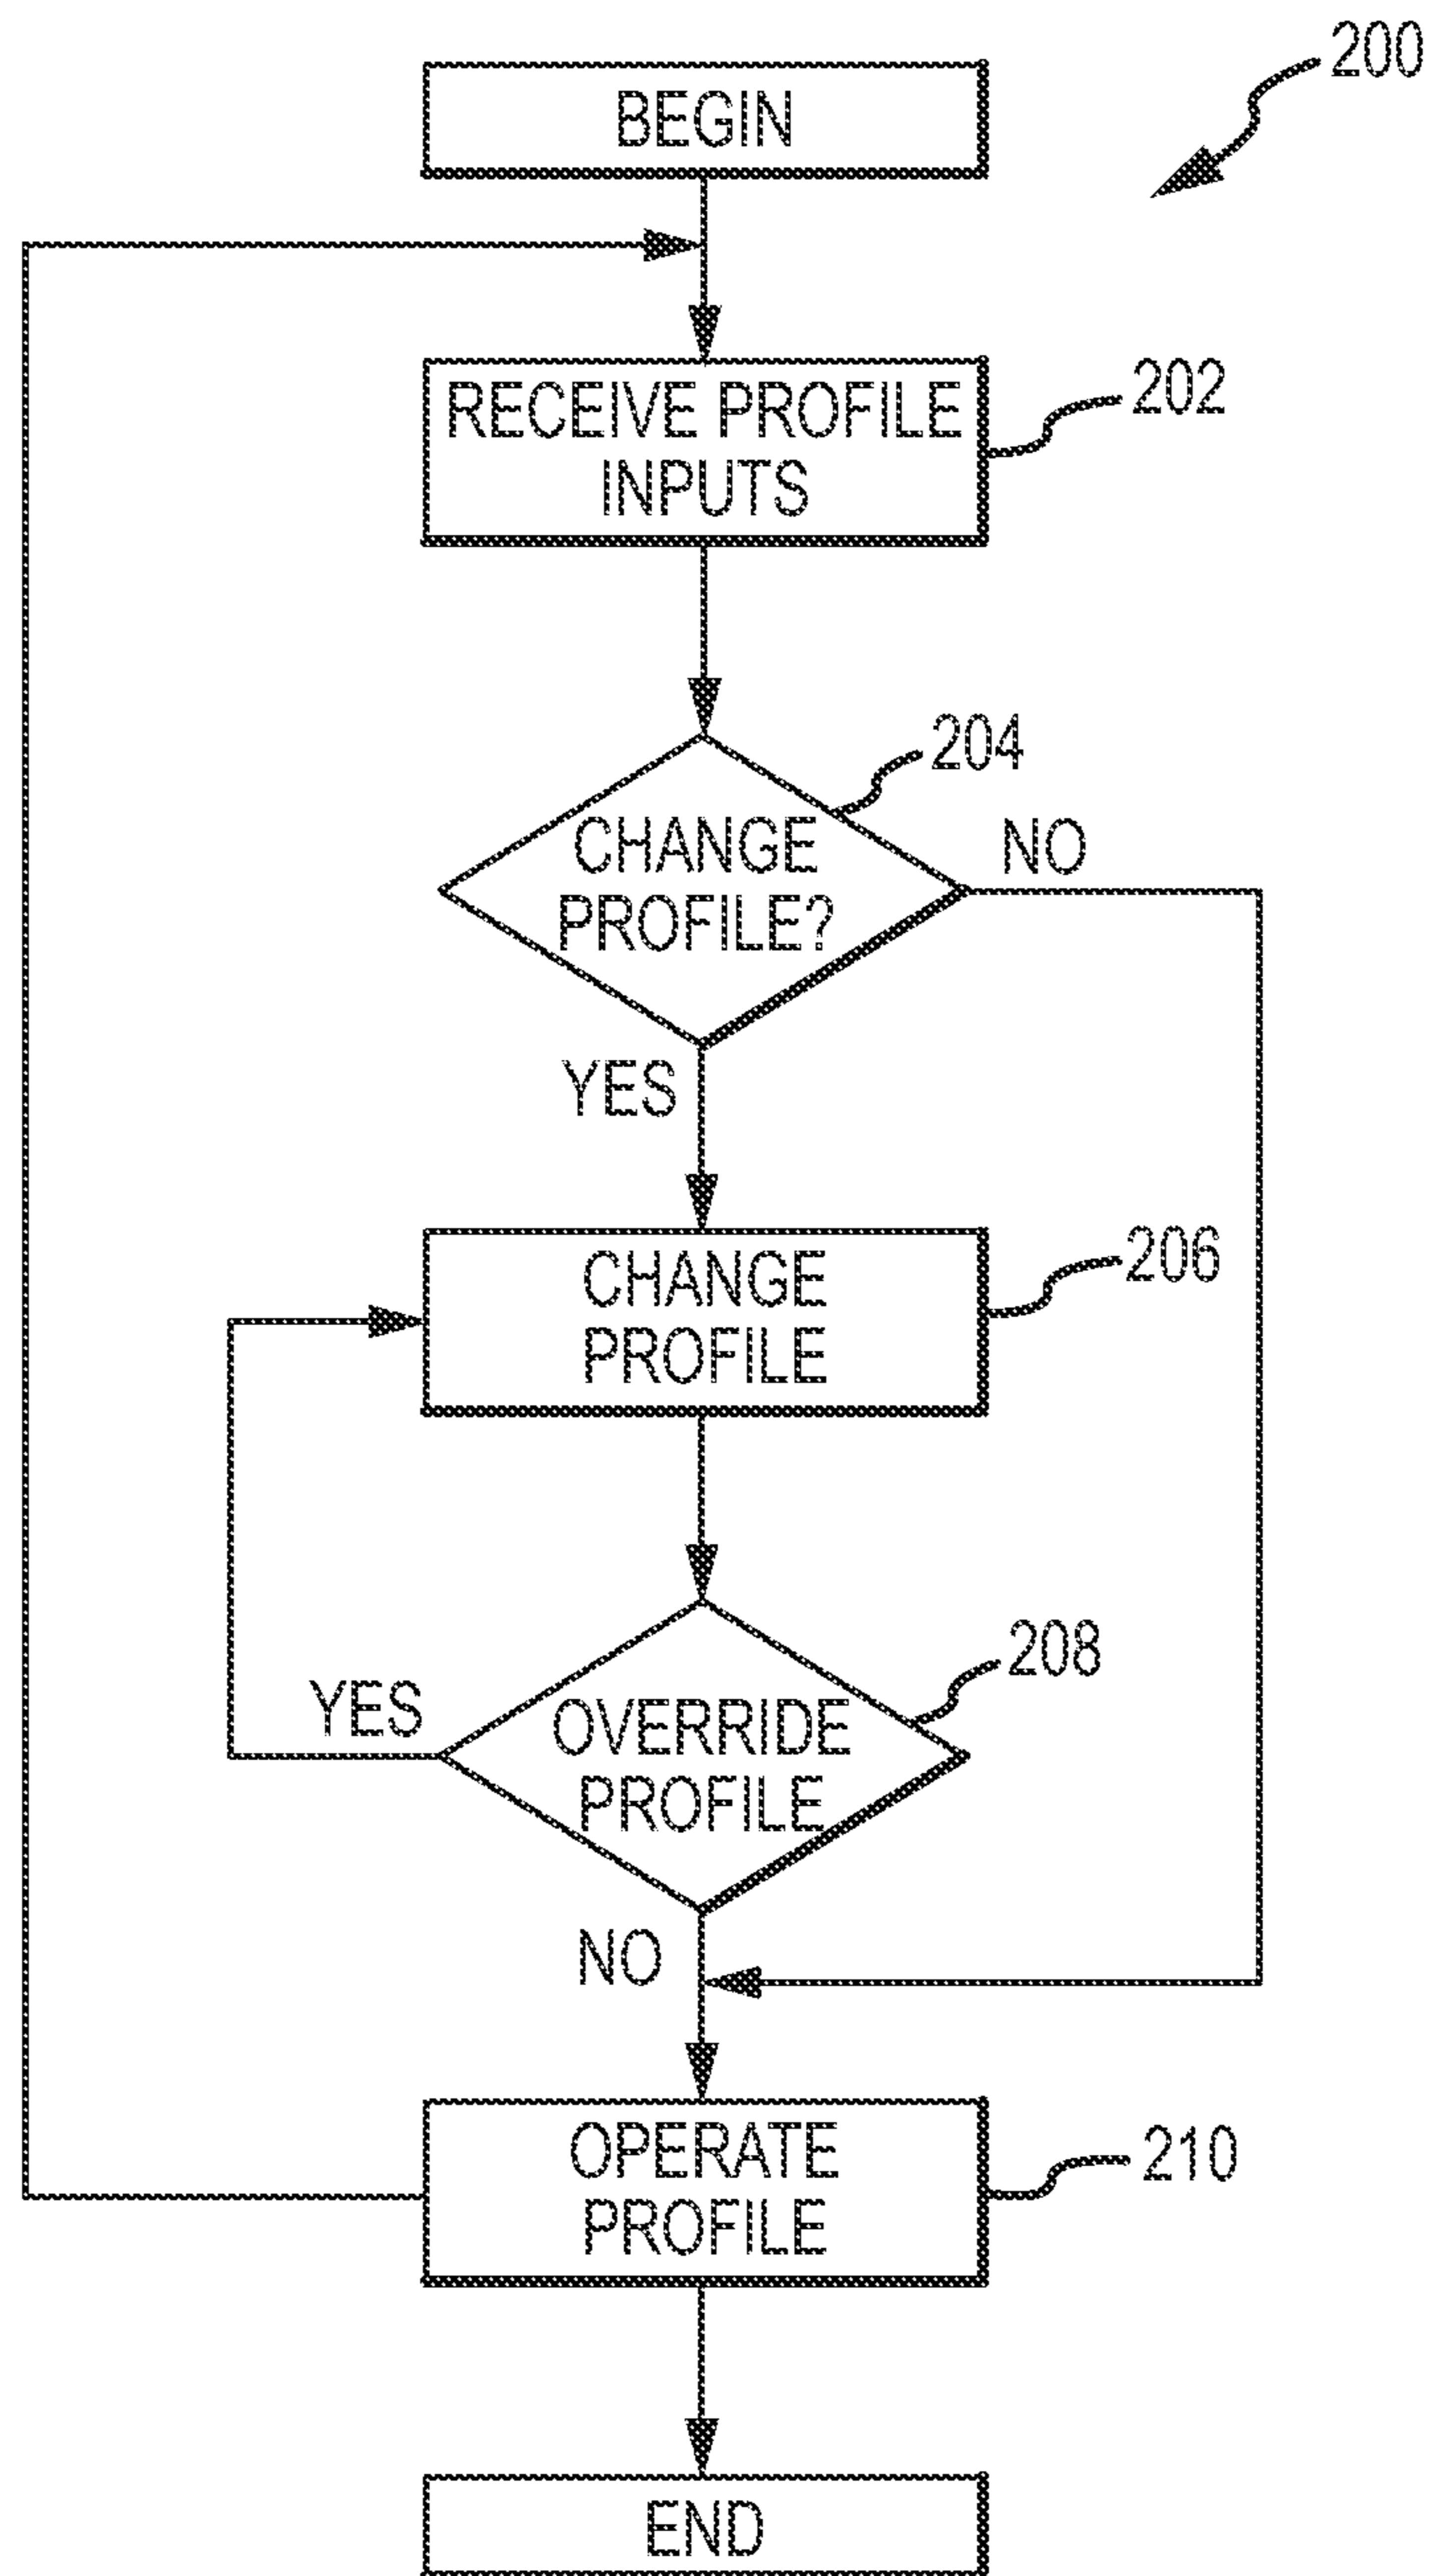 200
BEGIN
RECEIVE PROFILE
INPUTS
202
204
CHANGE
PROFILE?
NO
YES
CHANGE
PROFILE
206
208
YES
OVERRIDE
PROFILE
NO
OPERATE
PROFILE
210
END